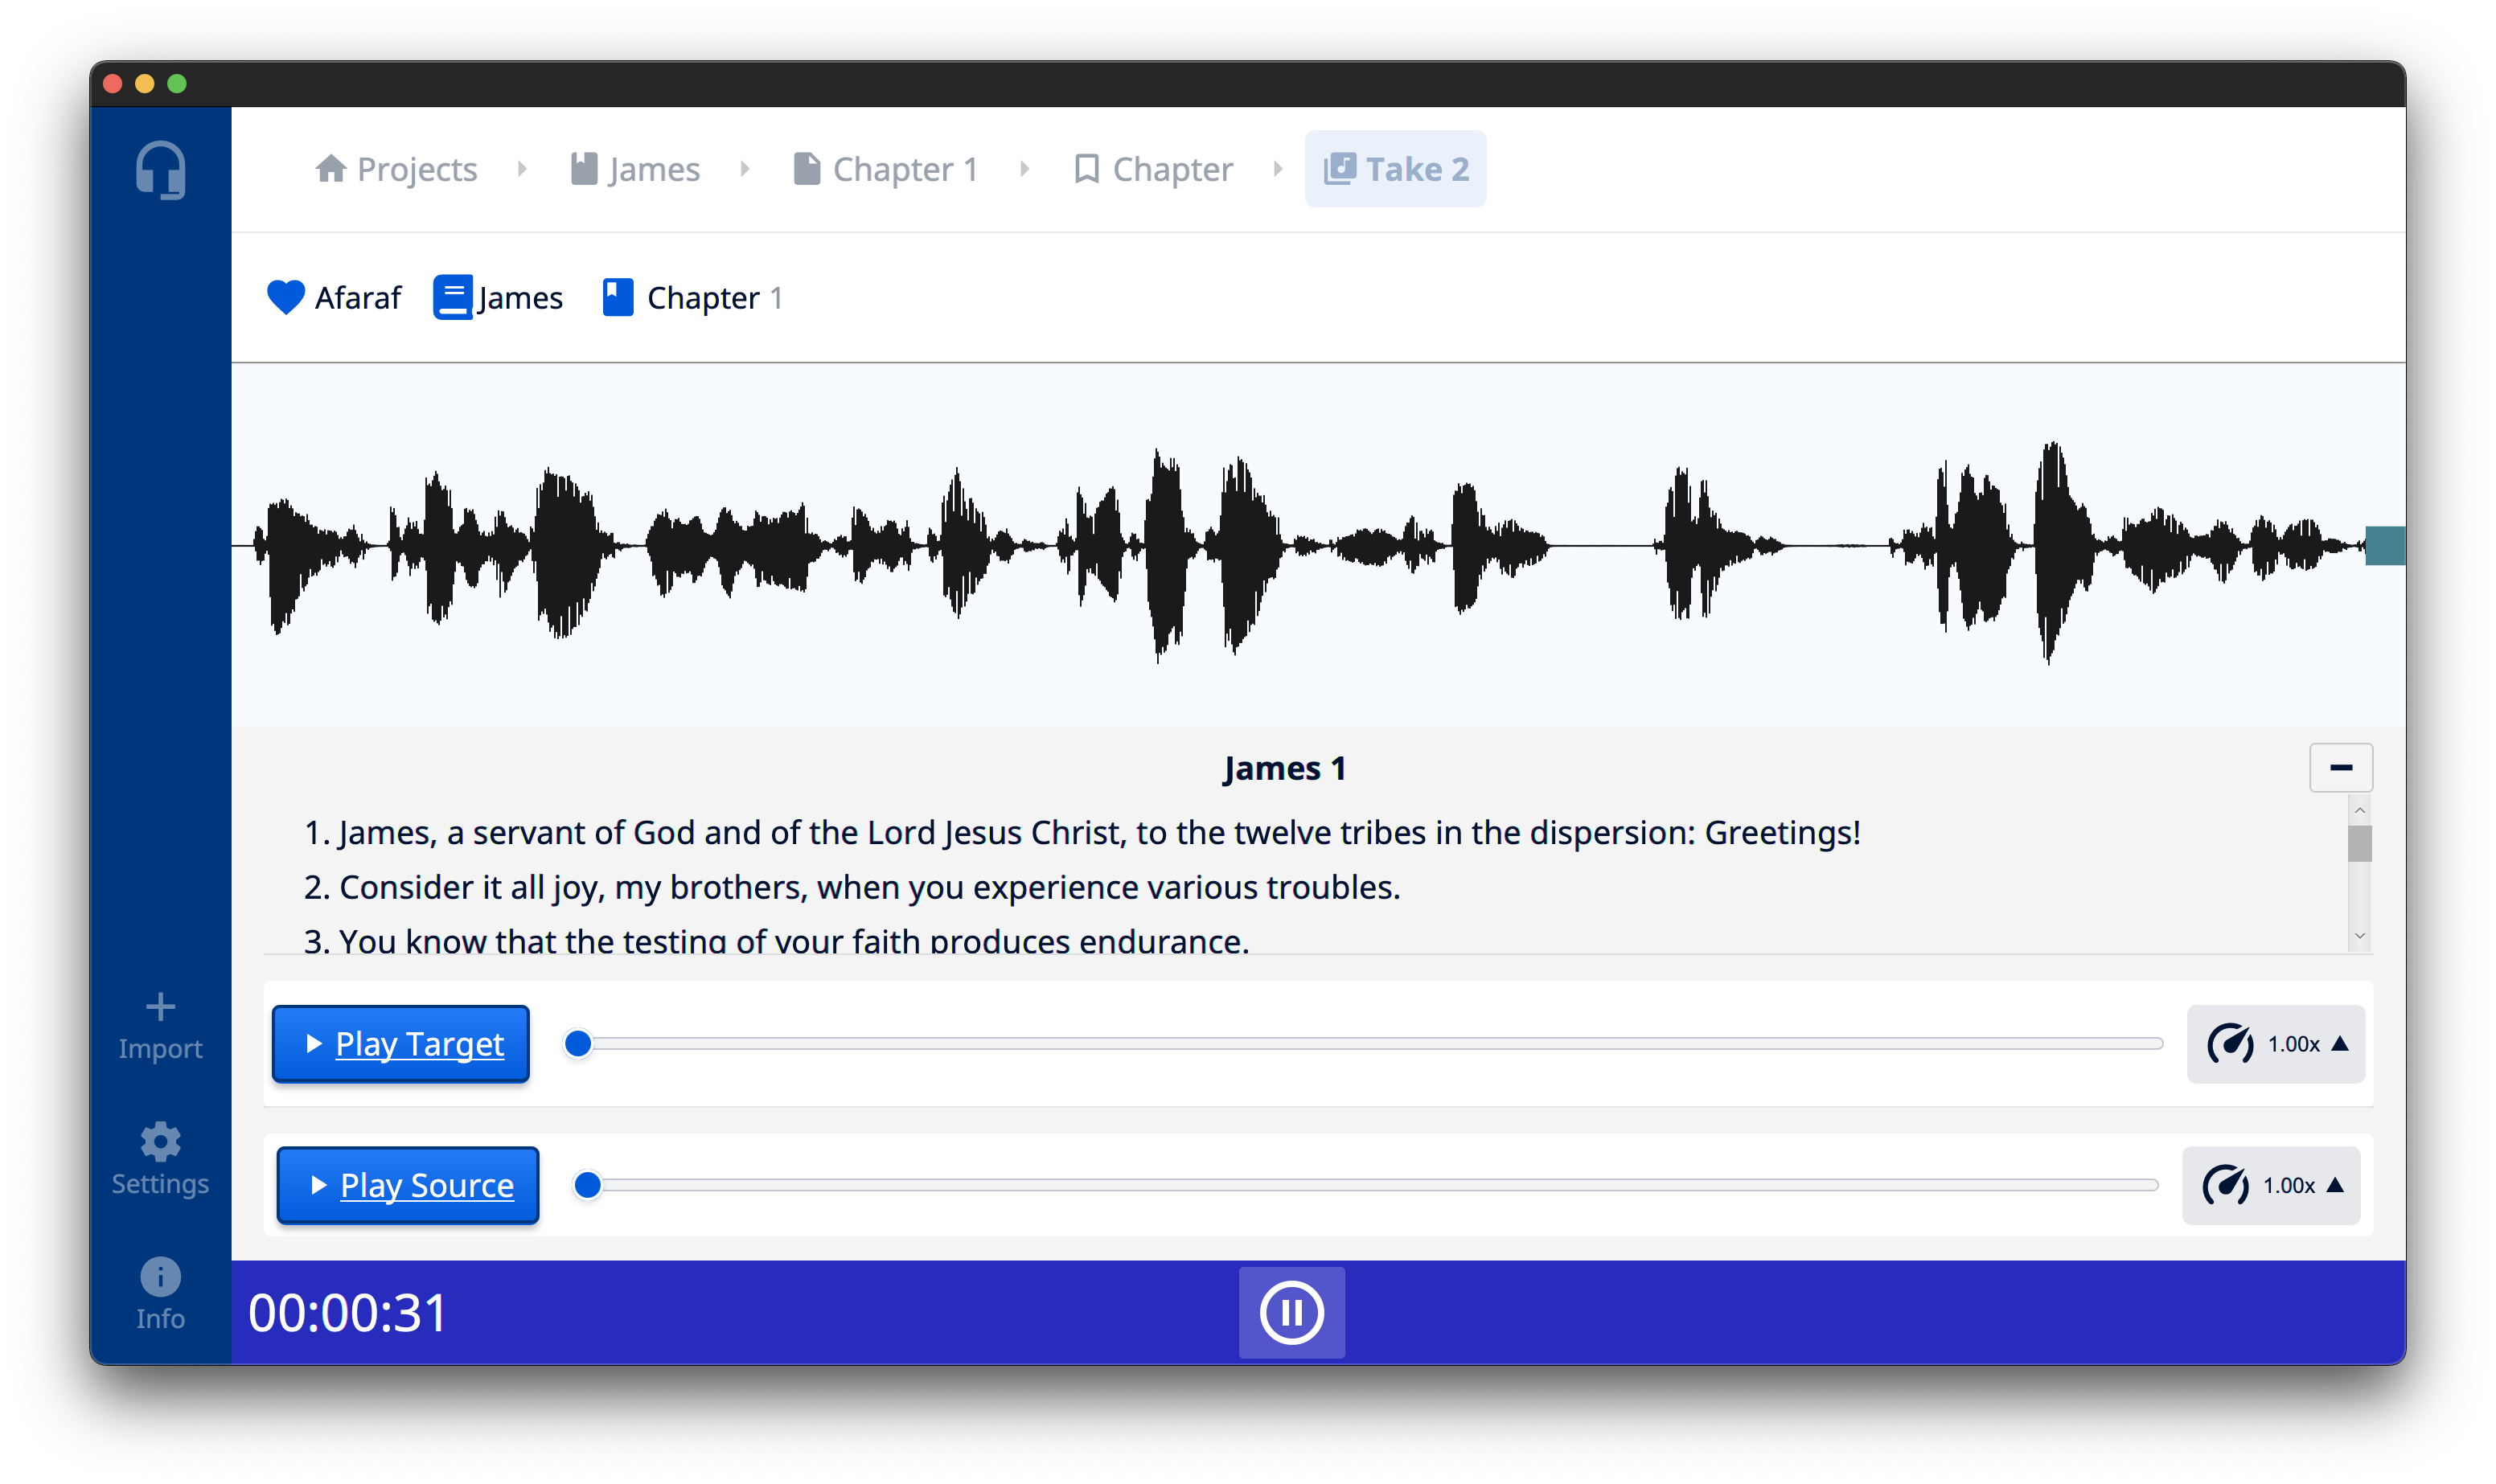 Projects James Chapter 1 Chapter Take 2
Afaraf James Chapter 1
James 1
1. James, a servant of God and of the Lord Jesus Christ, to the twelve tribes in the dispersion: Greetings!
2. Consider it all joy, my brothers, when you experience various troubles.
3. You know that the testing of your faith produces endurance.
Import
Play Target 1.00x
Settings
Play Source 1.00x
Info
00:00:31